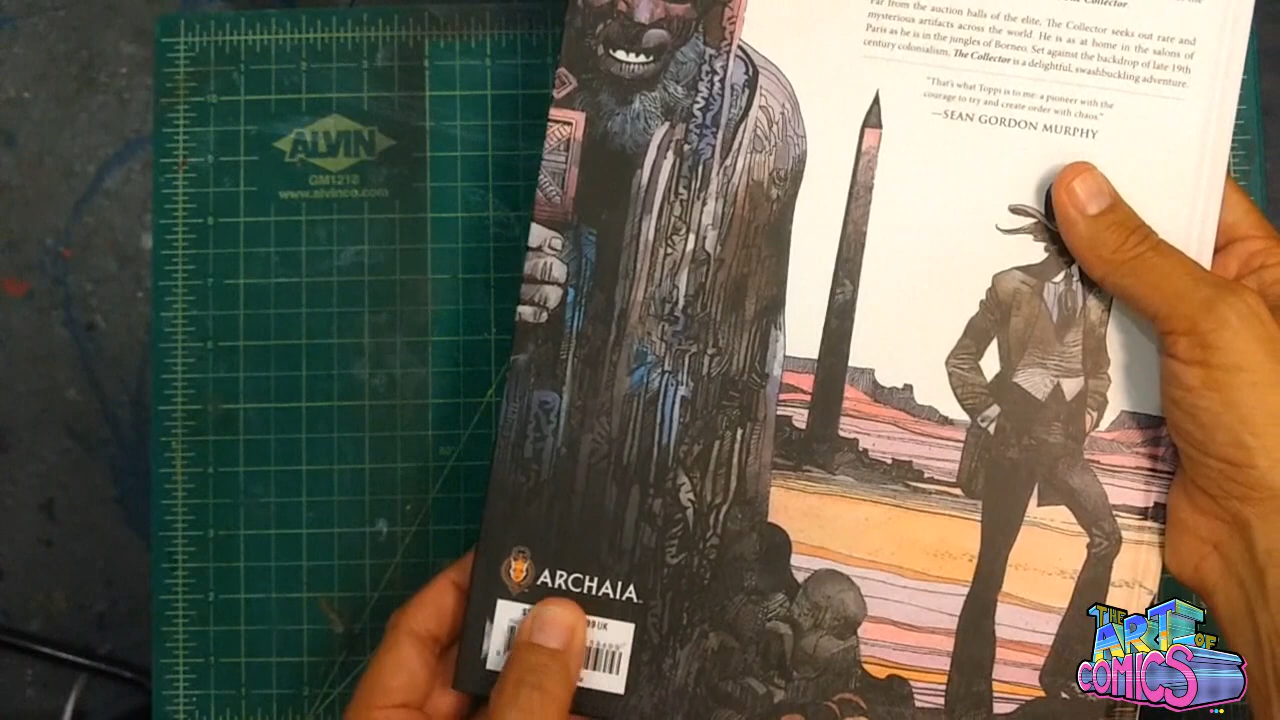 The Collector.
Far from the auction halls of the elite, The Collector seeks out rare and
mysterious artifacts across the world. He is as at home in the salons of
Paris as he is in the jungles of Borneo. Set against the backdrop of late 19th
century colonialism, The Collector is a delightful, swashbuckling adventure.
"That's what Toppi is to me: a pioneer with the
courage to try and create order with chaos."
—SEAN GORDON MURPHY
ALVIN
GM1218
www.alvinco.com
ARCHAIA
UK
THE
ART OF
COMICS